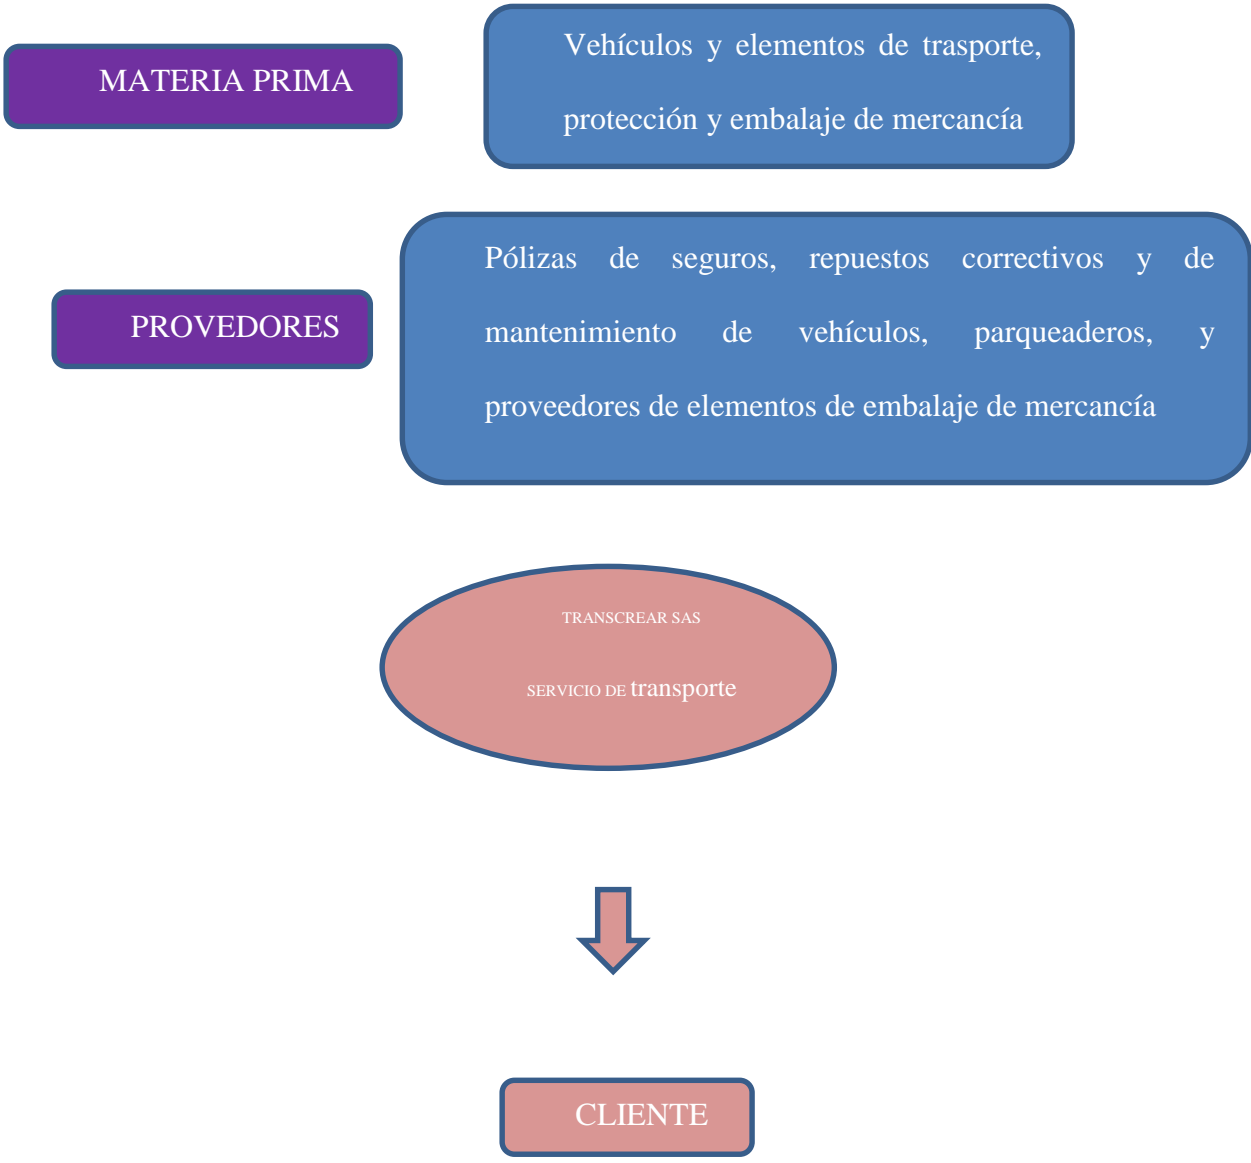 MATERIA PRIMA
Vehículos y elementos de trasporte,
protección y embalaje de mercancía
PROVEDORES
Pólizas de seguros, repuestos correctivos y de
mantenimiento de vehículos, parqueaderos, y
proveedores de elementos de embalaje de mercancía
TRANSCREAR SAS
SERVICIO DE transporte
CLIENTE